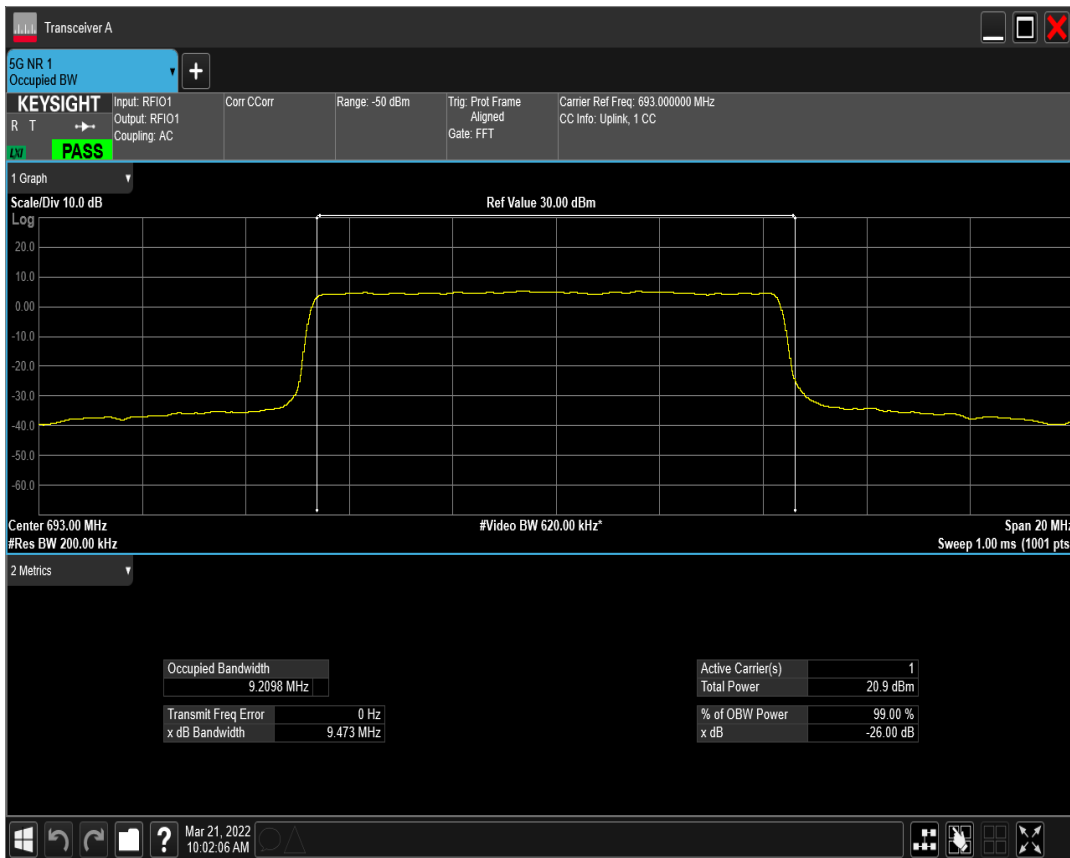 Transceiver A
5G NR 1
Occupied BW
+
KEYSIGHT
R T
LXI
PASS
Input: RFIO1
Output: RFIO1
Coupling: AC
Corr CCorr
Range: -50 dBm
Trig: Prot Frame
Aligned
Gate: FFT
Carrier Ref Freq: 693.000000 MHz
CC Info: Uplink, 1 CC
1 Graph
Scale/Div 10.0 dB
Ref Value 30.00 dBm
Log
20.0
10.0
0.00
-10.0
-20.0
-30.0
-40.0
-50.0
-60.0
Center 693.00 MHz
#Video BW 620.00 kHz*
Span 20 MHz
#Res BW 200.00 kHz
Sweep 1.00 ms (1001 pts
2 Metrics
Occupied Bandwidth
9.2098 MHz
Transmit Freq Error 0 Hz
x dB Bandwidth 9.473 MHz
Active Carrier(s) 1
Total Power 20.9 dBm
% of OBW Power 99.00 %
x dB -26.00 dB
?
Mar 21, 2022
10:02:06 AM